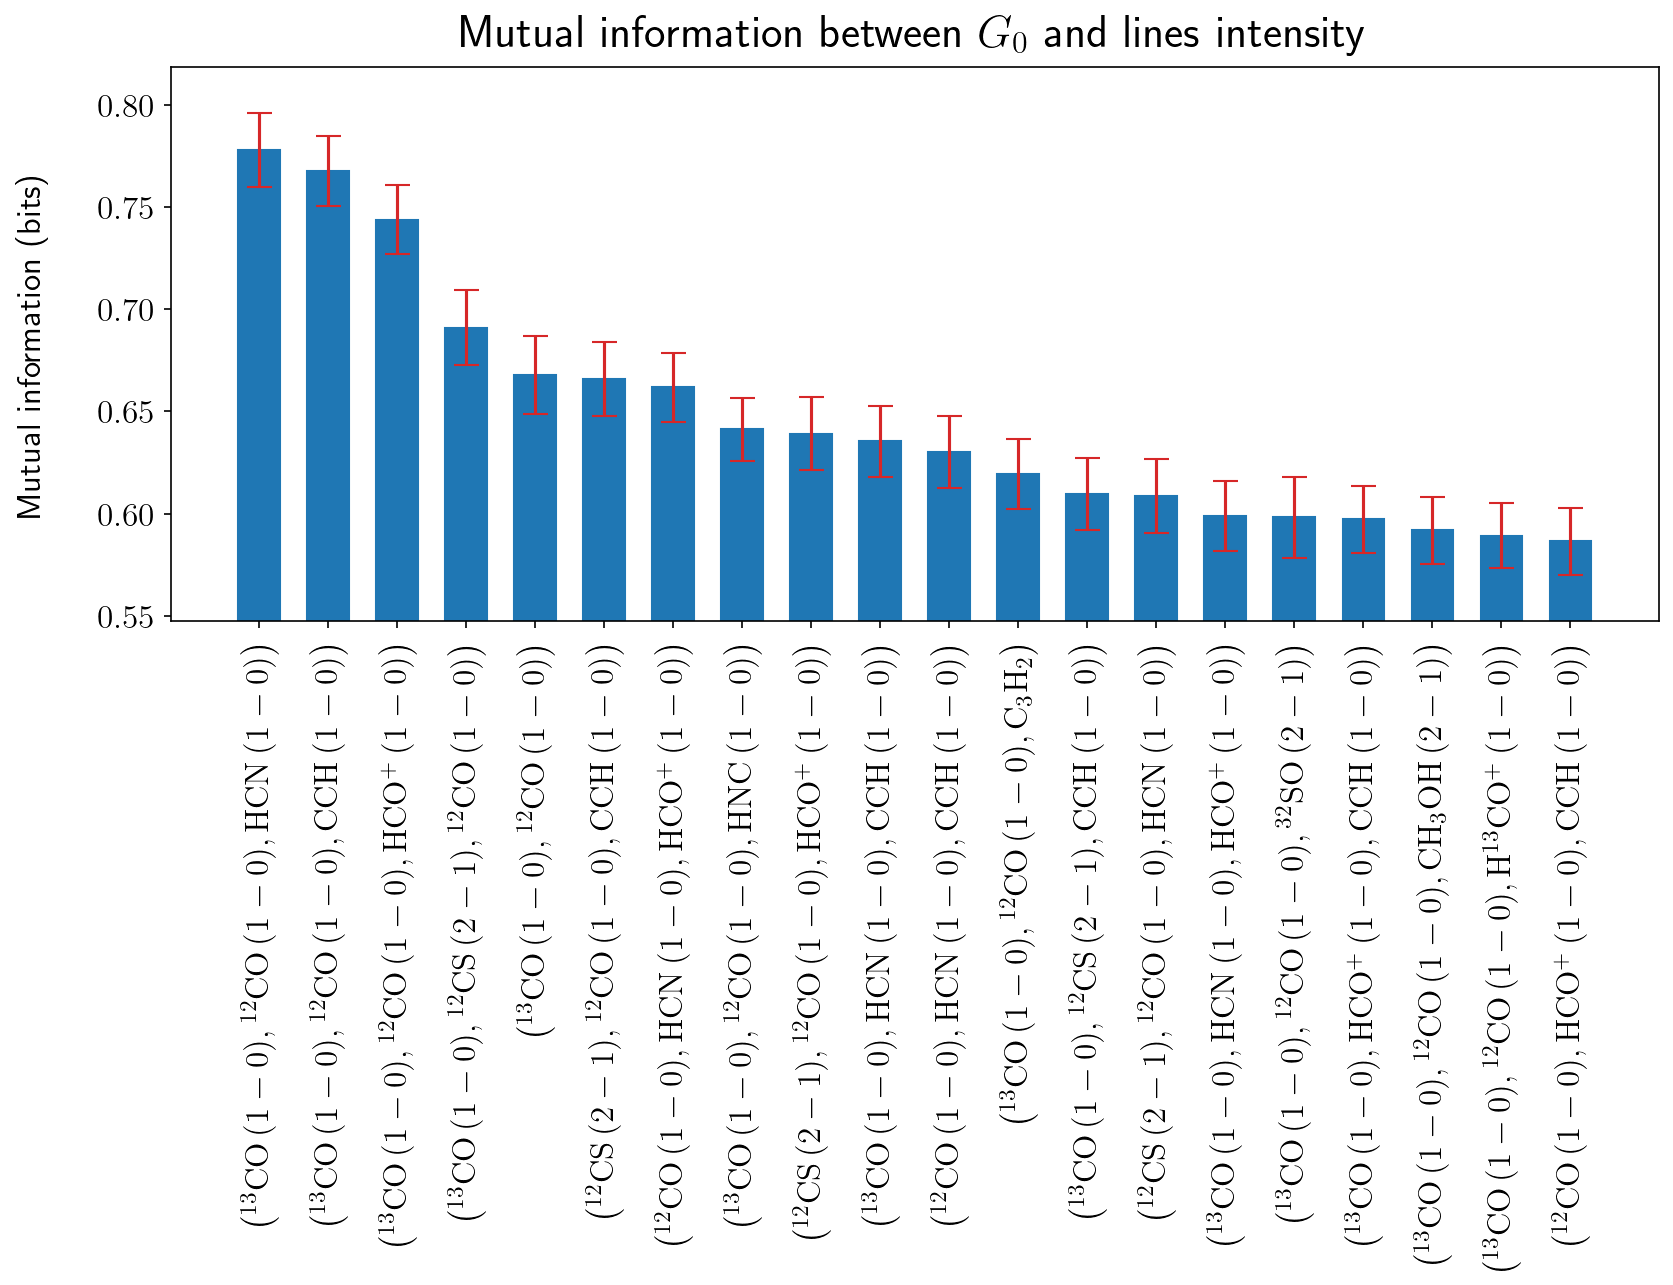 Mutual information between G₀ and lines intensity
Mutual information (bits)
0.80
0.75
0.70
0.65
0.60
0.55
(¹³CO (1 − 0), ¹²CO (1 − 0), HCN (1 − 0))
(¹³CO (1 − 0), ¹²CO (1 − 0), CCH (1 − 0))
(¹³CO (1 − 0), ¹²CO (1 − 0), HCO⁺ (1 − 0))
(¹³CO (1 − 0), ¹²CS (2 − 1), ¹²CO (1 − 0))
(¹³CO (1 − 0), ¹²CO (1 − 0))
(¹²CS (2 − 1), ¹²CO (1 − 0), CCH (1 − 0))
(¹²CO (1 − 0), HCN (1 − 0), HCO⁺ (1 − 0))
(¹³CO (1 − 0), ¹²CO (1 − 0), HNC (1 − 0))
(¹²CS (2 − 1), ¹²CO (1 − 0), HCO⁺ (1 − 0))
(¹³CO (1 − 0), HCN (1 − 0), CCH (1 − 0))
(¹²CO (1 − 0), HCN (1 − 0), CCH (1 − 0))
(¹³CO (1 − 0), ¹²CO (1 − 0), C₃H₂)
(¹³CO (1 − 0), ¹²CS (2 − 1), CCH (1 − 0))
(¹²CS (2 − 1), ¹²CO (1 − 0), HCN (1 − 0))
(¹³CO (1 − 0), HCN (1 − 0), HCO⁺ (1 − 0))
(¹³CO (1 − 0), ¹²CO (1 − 0), ³²SO (2 − 1))
(¹³CO (1 − 0), HCO⁺ (1 − 0), CCH (1 − 0))
(¹³CO (1 − 0), ¹²CO (1 − 0), CH₃OH (2 − 1))
(¹³CO (1 − 0), ¹²CO (1 − 0), H¹³CO⁺ (1 − 0))
(¹²CO (1 − 0), HCO⁺ (1 − 0), CCH (1 − 0))